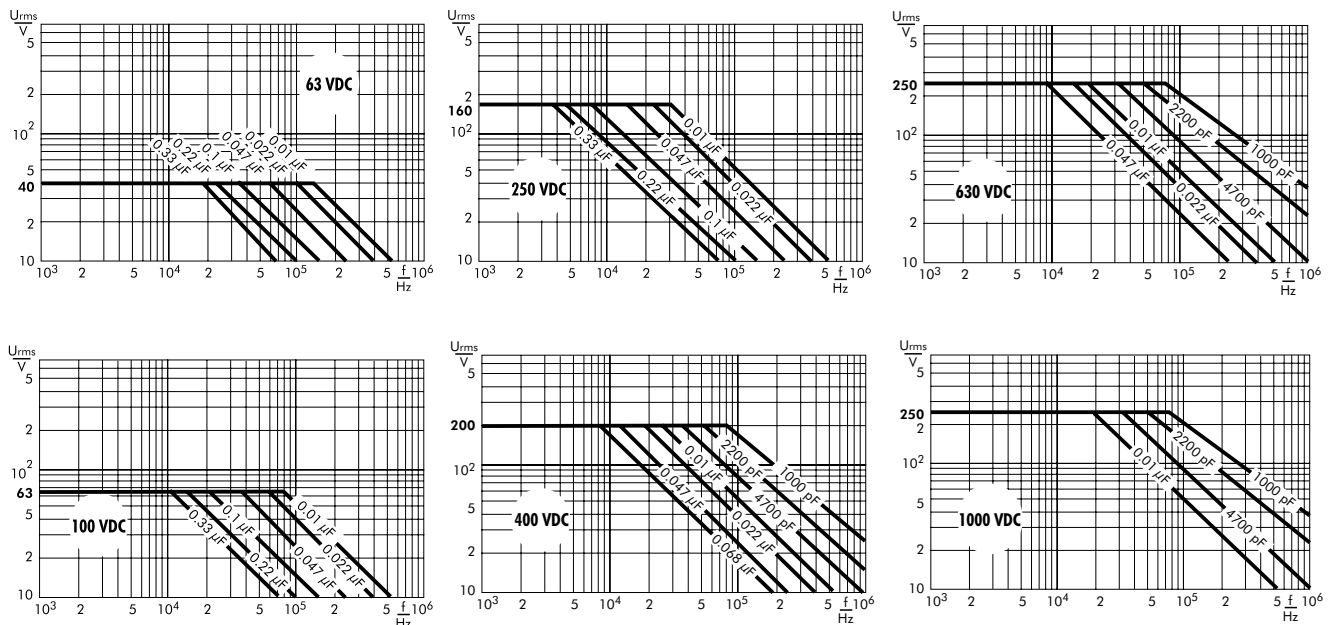 Urms
V
5
2
10²
5
40
2
10
63 VDC
0.33 µF
0.22 µF
0.1 µF
0.047 µF
0.022 µF
0.01 µF
10³ 2 5 10⁴ 2 5 10⁵ 2 f/Hz 10⁶
Urms
V
5
2
160
10²
5
2
10
250 VDC
0.33 µF
0.22 µF
0.1 µF
0.047 µF
0.022 µF
0.01 µF
10³ 2 5 10⁴ 2 5 10⁵ 2 f/Hz 10⁶
Urms
V
5
250
2
10²
5
2
10
630 VDC
0.047 µF
0.022 µF
0.01 µF
4700 pF
2200 pF
1000 pF
10³ 2 5 10⁴ 2 5 10⁵ 2 f/Hz 10⁶
Urms
V
5
2
10²
63
5
2
10
100 VDC
0.33 µF
0.22 µF
0.1 µF
0.047 µF
0.022 µF
0.01 µF
10³ 2 5 10⁴ 2 5 10⁵ 2 f/Hz 10⁶
Urms
V
5
200
10²
5
2
10
400 VDC
0.068 µF
0.047 µF
0.022 µF
0.01 µF
4700 pF
2200 pF
1000 pF
10³ 2 5 10⁴ 2 5 10⁵ 2 f/Hz 10⁶
Urms
V
5
250
2
10²
5
2
10
1000 VDC
0.01 µF
4700 pF
2200 pF
1000 pF
10³ 2 5 10⁴ 2 5 10⁵ 2 f/Hz 10⁶